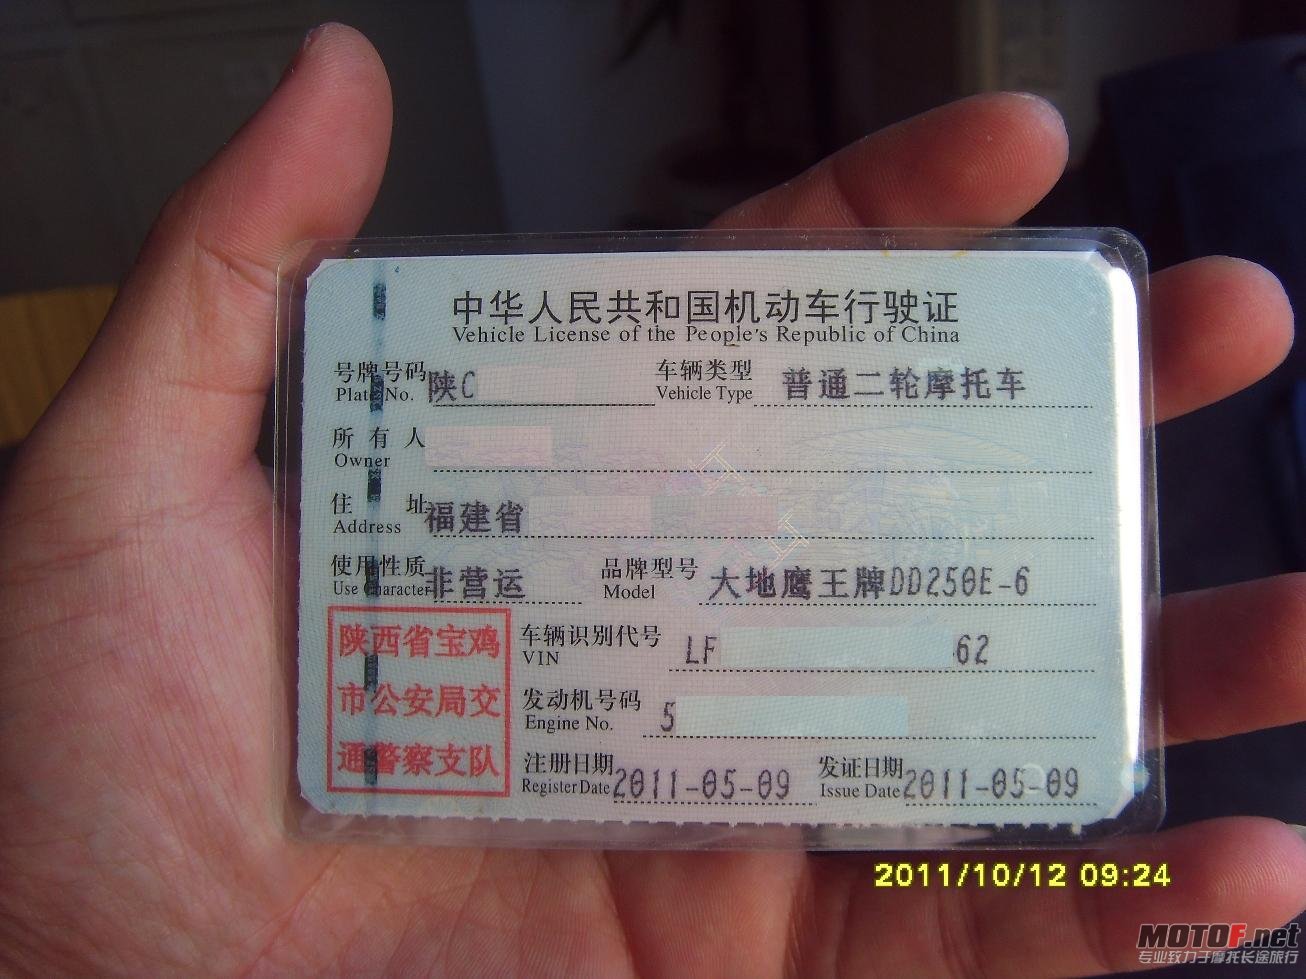 中华人民共和国机动车行驶证
Vehicle License of the People's Republic of China
号牌号码 陕C 车辆类型 普通二轮摩托车
Plate No. Vehicle Type
所有人
Owner
住址 福建省
Address
使用性质 非营运 品牌型号 大地鹰王牌DD250E-6
Use Character Model
陕西省宝鸡
市公安局交
通警察支队
车辆识别代号 LF 62
VIN
发动机号码 5
Engine No.
注册日期 2011-05-09 发证日期 2011-05-09
Register Date Issue Date
2011/10/12 09:24
MOTOF.net
专业致力于摩托长途旅行